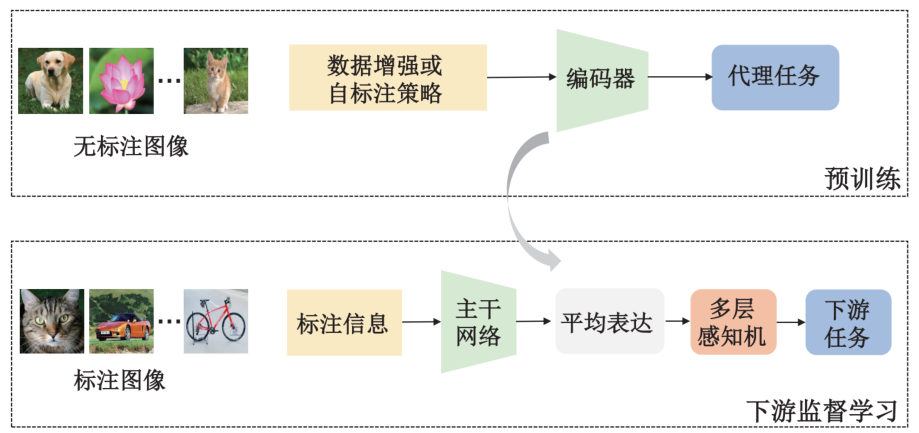 数据增强或
自标注策略
编码器
代理任务
无标注图像
预训练
标注信息
主干
网络
平均表达
多层
感知机
下游
任务
标注图像
下游监督学习